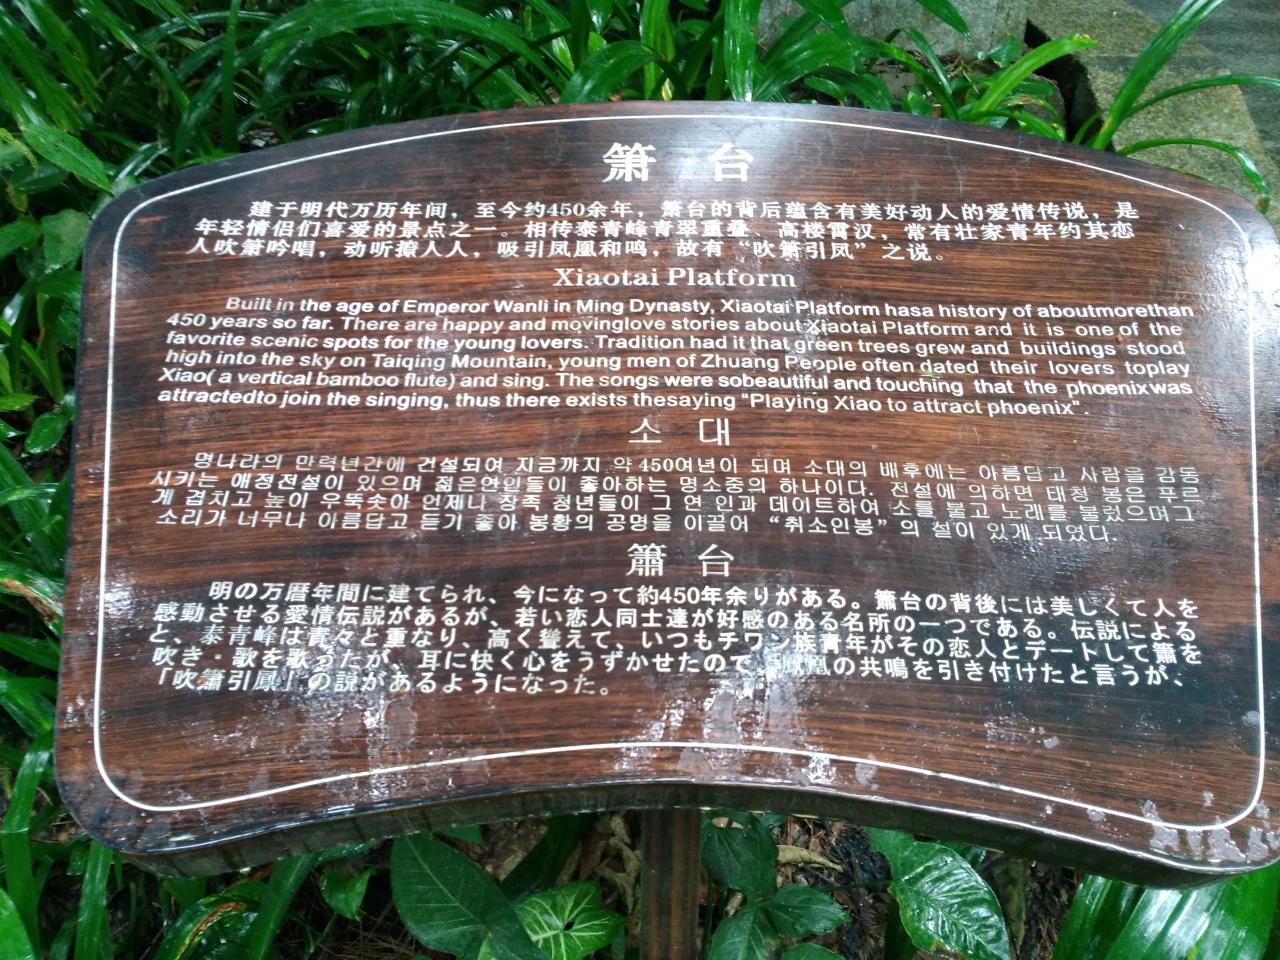 箫台
建于明代万历年间，至今约450余年，箫台的背后蕴含有美好动人的爱情传说，是
年轻情侣们喜爱的景点之一。相传泰青峰青翠重叠、高楼霄汉，常有壮家青年约其恋
人吹箫吟唱，动听撩人人，吸引凤凰和鸣，故有“吹箫引凤”之说。
Xiaotai Platform
Built in the age of Emperor Wanli in Ming Dynasty, Xiaotai Platform hasa history of aboutmorethan
450 years so far. There are happy and movinglove stories about Xiaotai Platform and it is one of the
favorite scenic spots for the young lovers. Tradition had it that green trees grew and buildings stood
high into the sky on Taiqing Mountain, young men of Zhuang People often dated their lovers toplay
Xiao( a vertical bamboo flute) and sing. The songs were sobeautiful and touching that the phoenixwas
attractedto join the singing, thus there exists thesaying “Playing Xiao to attract phoenix”.
소 대
명나라의 만력년간에 건설되여 지금까지 약 450여년이 되며 소대의 배후에는 아름답고 사람을 감동
시키는 애정전설이 있으며 젊은연인들이 좋아하는 명소중의 하나이다. 전설에 의하면 태청 봉은 푸르
게 겹치고 높이 우뚝솟아 언제나 장족 청년들이 그 연 인과 데이트하여 소를 불고 노래를 불렀으며그
소리가 너무나 아름답고 듣기 좋아 봉황의 공명을 이끌어 “취소인봉” 의 설이 있게 되였다.
簫台
明の万暦年間に建てられ、今になって約450年余りがある。簫台の背後には美しくて人を
感動させる愛情伝説があるが、若い恋人同士達が好感のある名所の一つである。伝説による
と、泰青峰は青々と重なり、高く聳えて、いつもチワン族青年がその恋人とデートして簫を
吹き・歌を歌ったが、耳に快く心をうずかせたので、鳳凰の共鳴を引き付けたと言うが、
「吹簫引鳳」の説があるようになった。